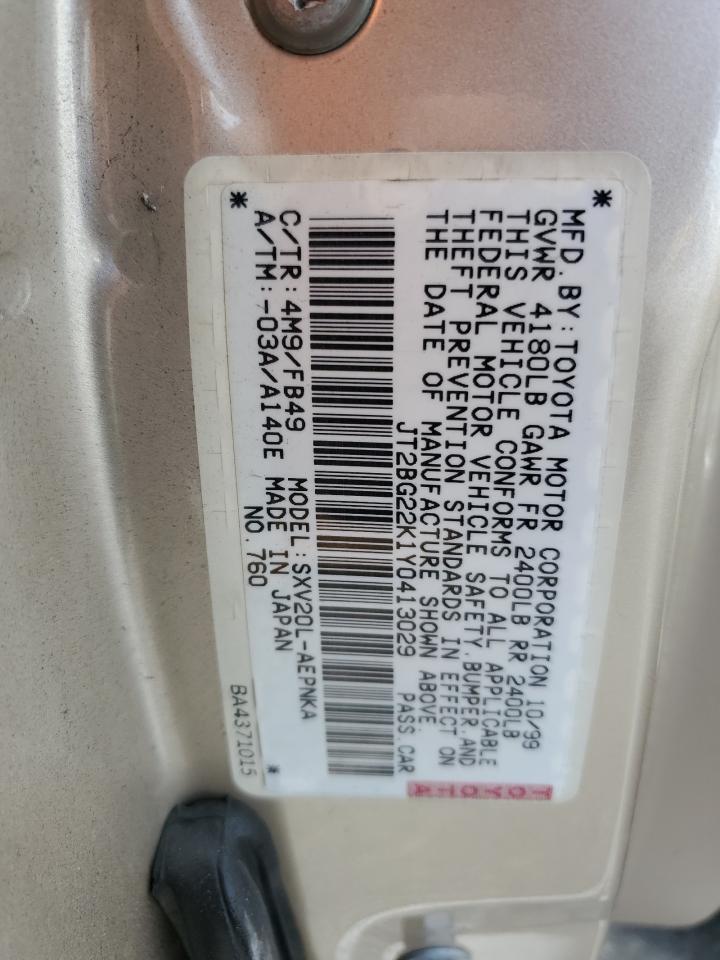 * *
MFD. BY: TOYOTA MOTOR CORPORATION 10/99
GVWR 4180LB GAWR FR 2400LB RR 2400LB
THIS VEHICLE CONFORMS TO ALL APPLICABLE
FEDERAL MOTOR VEHICLE SAFETY, BUMPER, AND
THEFT PREVENTION STANDARDS IN EFFECT ON
THE DATE OF MANUFACTURE SHOWN ABOVE.
JT2BG22K1Y0413029 PASS. CAR
C/TR: 4M9/FB49 MODEL: SXV20L-AEPNKA
A/TM: -03A/A140E MADE IN JAPAN
NO. 760
*
BA4371015
TOYOTA